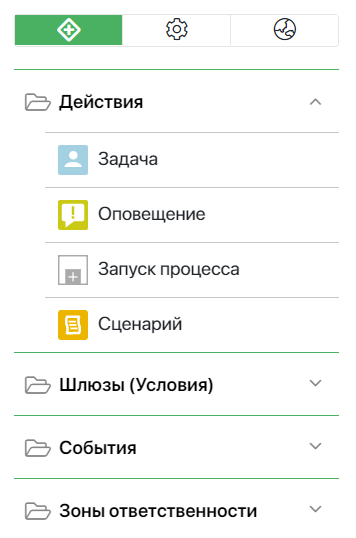 Действия
Задача
Оповещение
Запуск процесса
Сценарий
Шлюзы (Условия)
События
Зоны ответственности